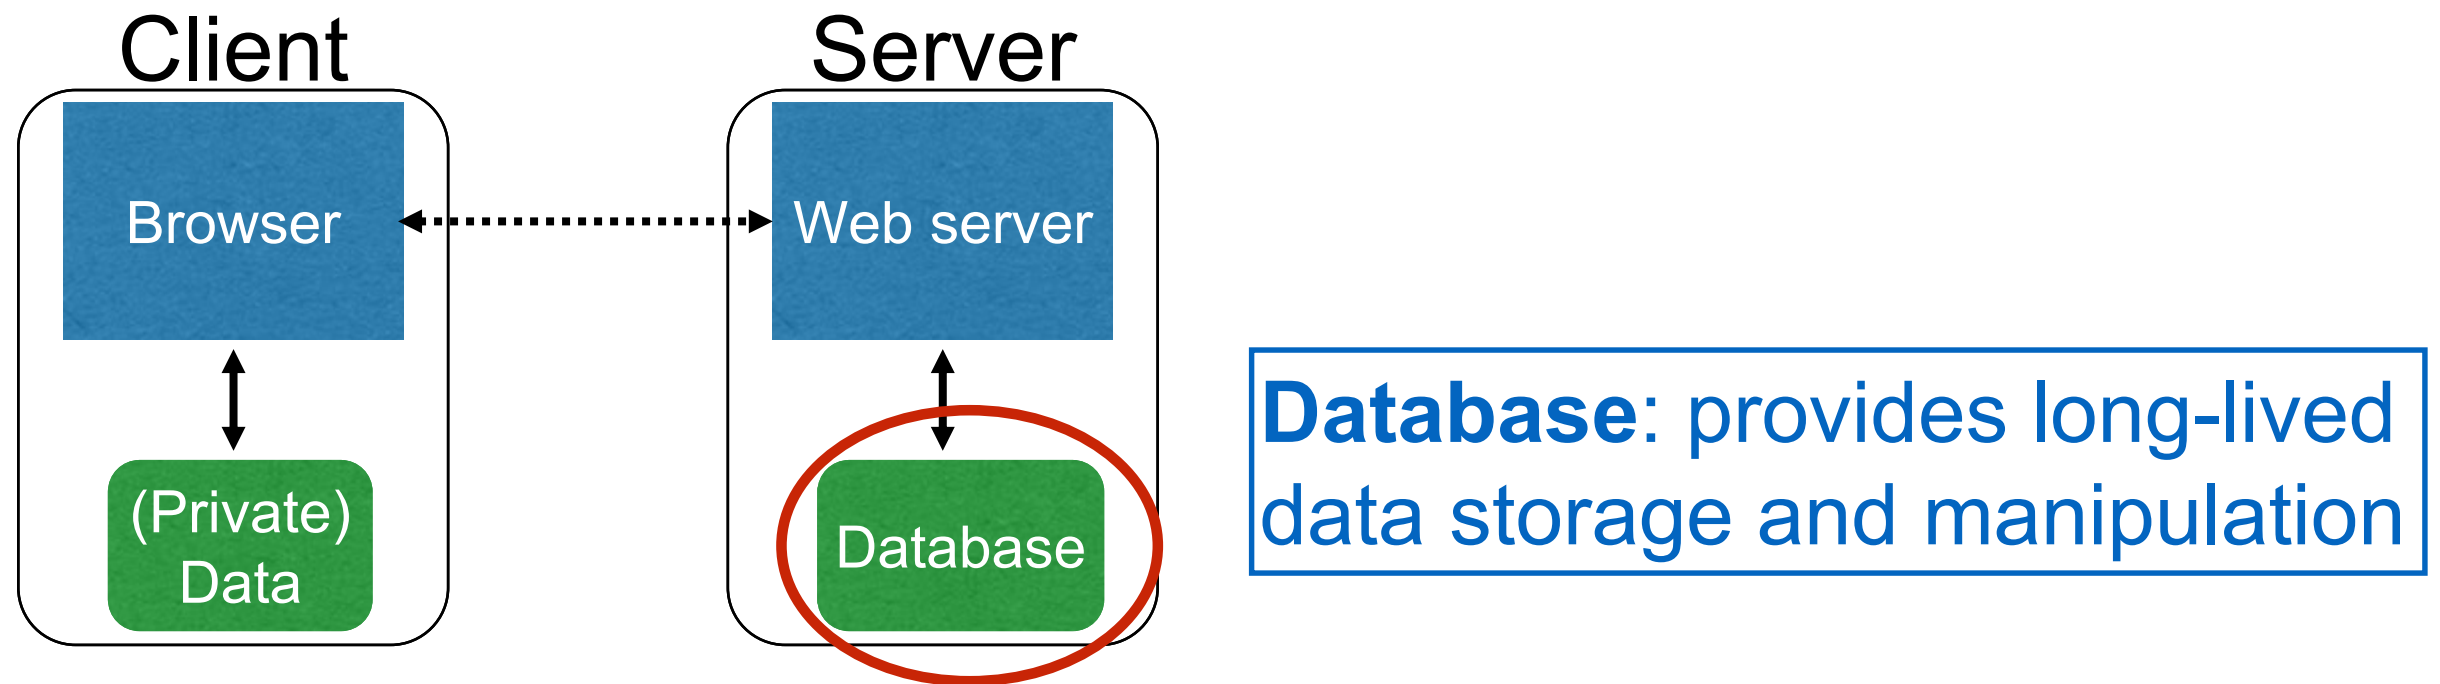 Client
Server
Browser
Web server
(Private)
Data
Database
Database: provides long-lived
data storage and manipulation